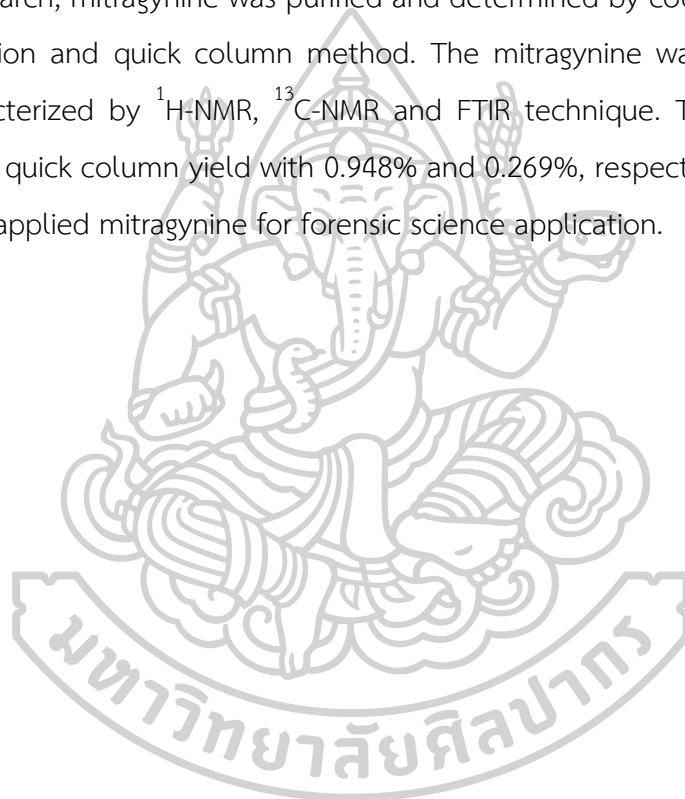 arch, mitragynine was purified and determined by co
ion and quick column method. The mitragynine wa
cterized by ¹H-NMR, ¹³C-NMR and FTIR technique. T
quick column yield with 0.948% and 0.269%, respect
applied mitragynine for forensic science application.
มหาวิทยาลัยศิลปากร